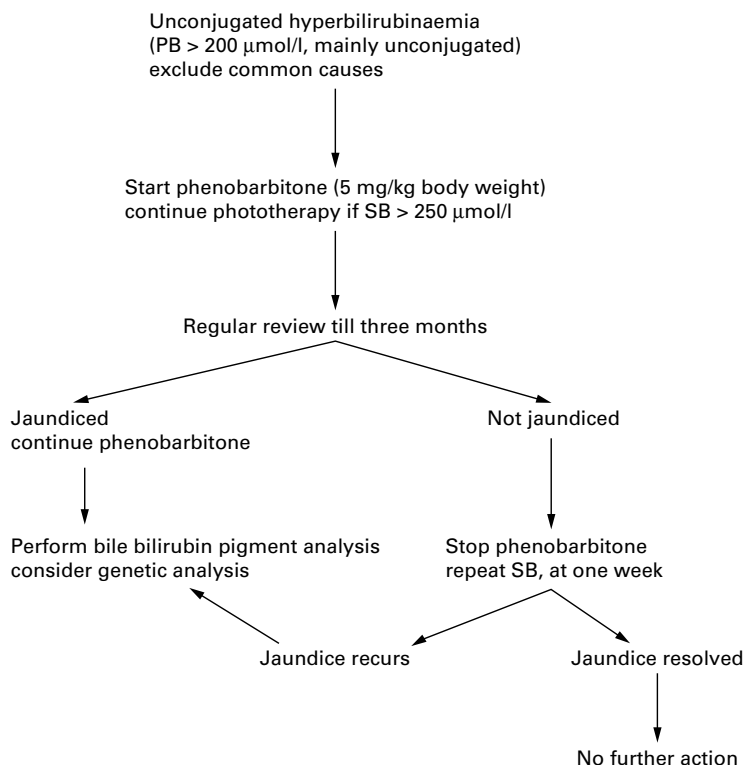 Unconjugated hyperbilirubinaemia
(PB > 200 μmol/l, mainly unconjugated)
exclude common causes
Start phenobarbitone (5 mg/kg body weight)
continue phototherapy if SB > 250 μmol/l
Regular review till three months
Jaundiced
continue phenobarbitone
Not jaundiced
Perform bile bilirubin pigment analysis
consider genetic analysis
Stop phenobarbitone
repeat SB, at one week
Jaundice recurs
Jaundice resolved
No further action